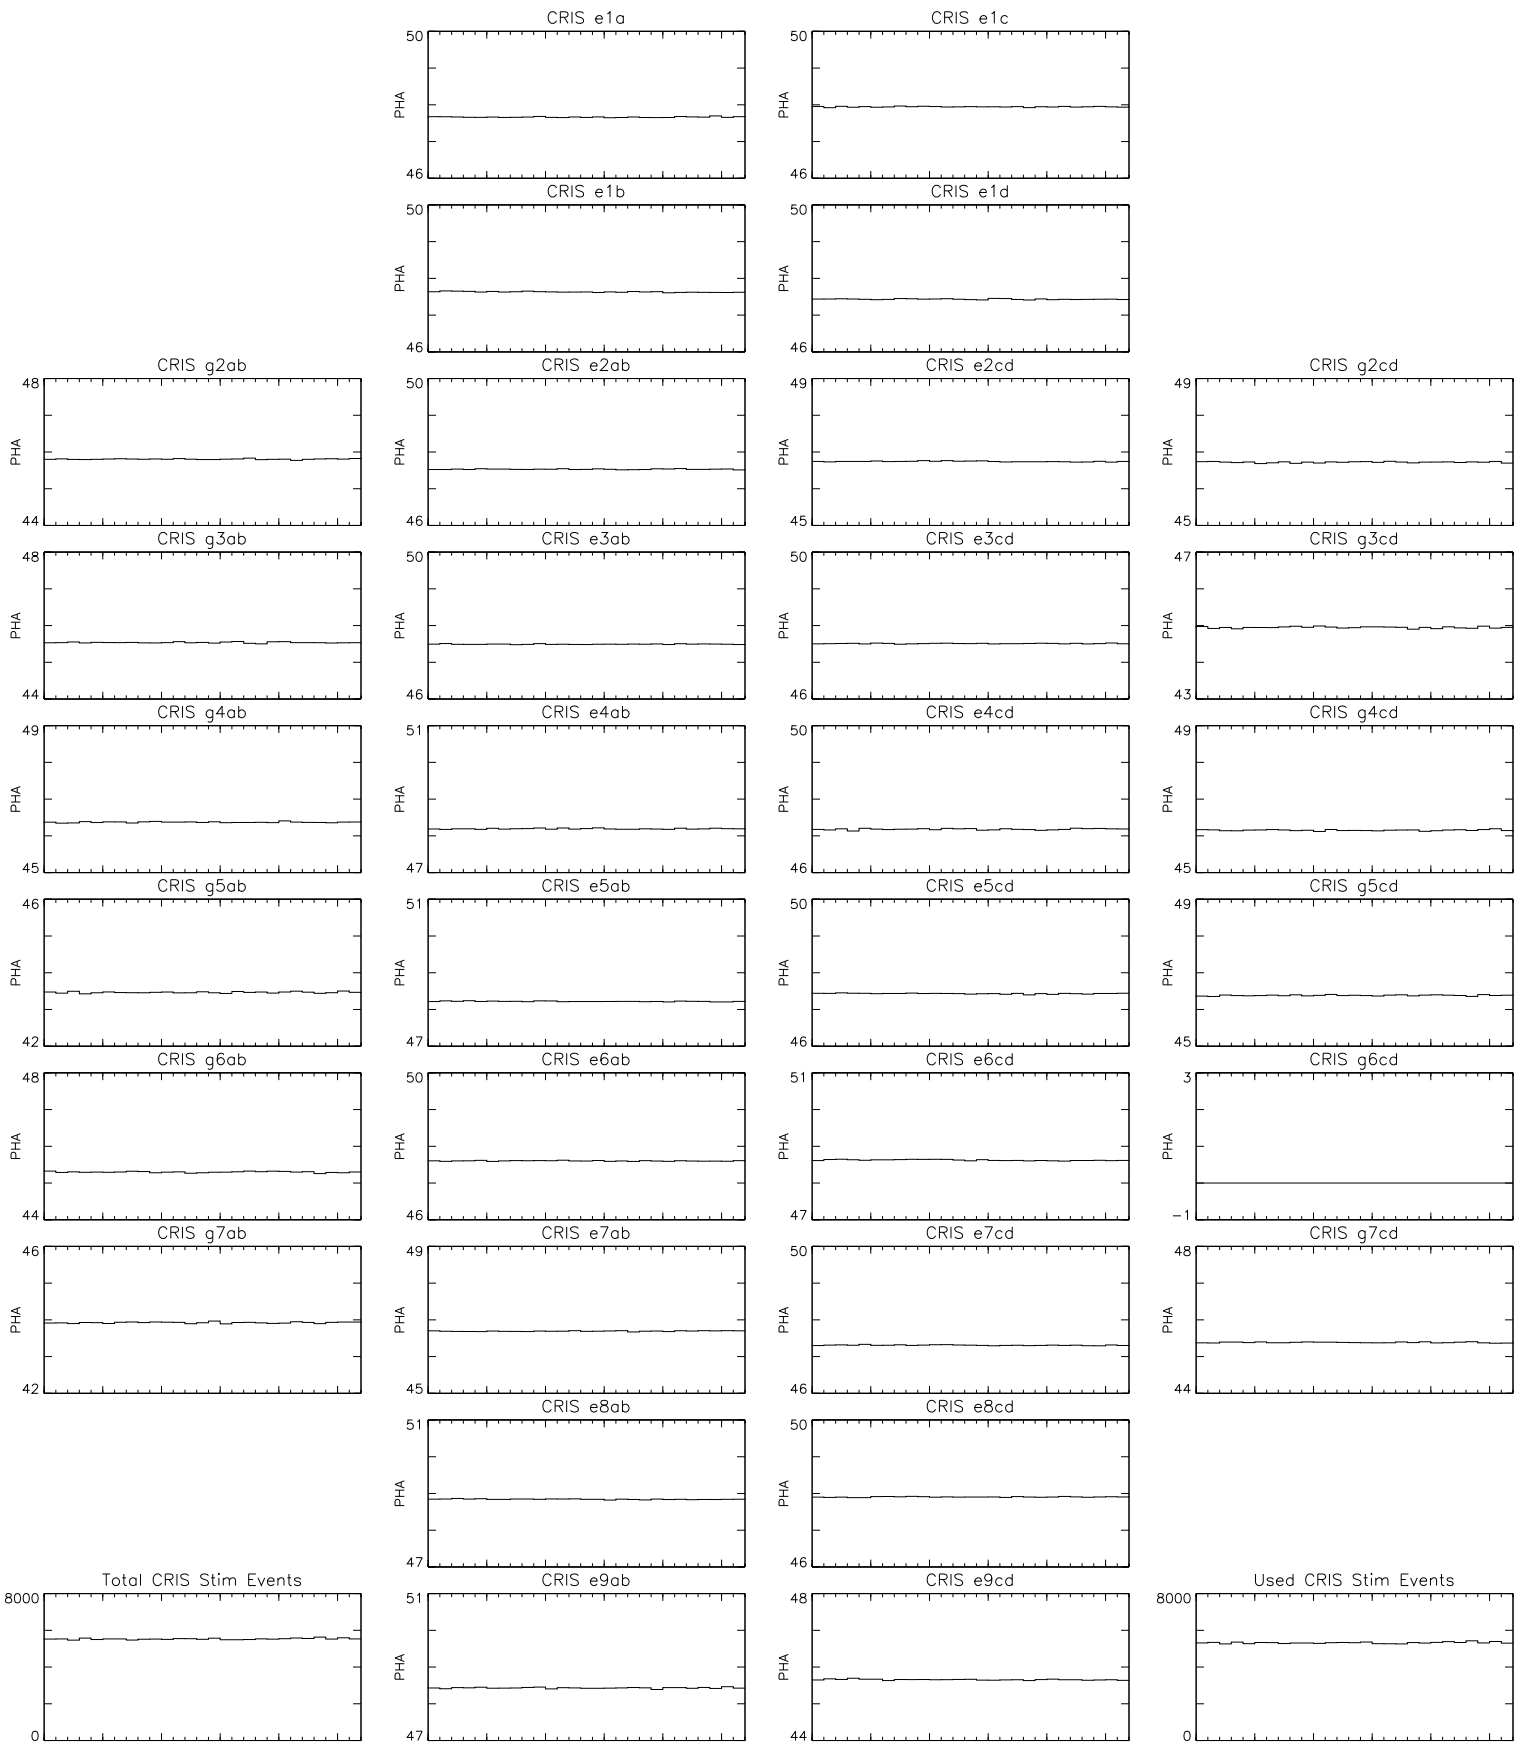 CRIS e1a
CRIS e1c
50
PHA
46
50
PHA
46
CRIS e1b
CRIS e1d
50
PHA
46
50
PHA
46
CRIS g2ab
CRIS e2ab
CRIS e2cd
CRIS g2cd
48
PHA
44
50
PHA
46
49
PHA
45
49
PHA
45
CRIS g3ab
CRIS e3ab
CRIS e3cd
CRIS g3cd
48
PHA
44
50
PHA
46
50
PHA
46
47
PHA
43
CRIS g4ab
CRIS e4ab
CRIS e4cd
CRIS g4cd
49
PHA
45
51
PHA
47
50
PHA
46
49
PHA
45
CRIS g5ab
CRIS e5ab
CRIS e5cd
CRIS g5cd
46
PHA
42
51
PHA
47
50
PHA
46
49
PHA
45
CRIS g6ab
CRIS e6ab
CRIS e6cd
CRIS g6cd
48
PHA
44
50
PHA
46
51
PHA
47
3
PHA
-1
CRIS g7ab
CRIS e7ab
CRIS e7cd
CRIS g7cd
46
PHA
42
49
PHA
45
50
PHA
46
48
PHA
44
CRIS e8ab
CRIS e8cd
51
PHA
47
50
PHA
46
Total CRIS Stim Events
CRIS e9ab
CRIS e9cd
Used CRIS Stim Events
8000
0
51
PHA
47
48
PHA
44
8000
0